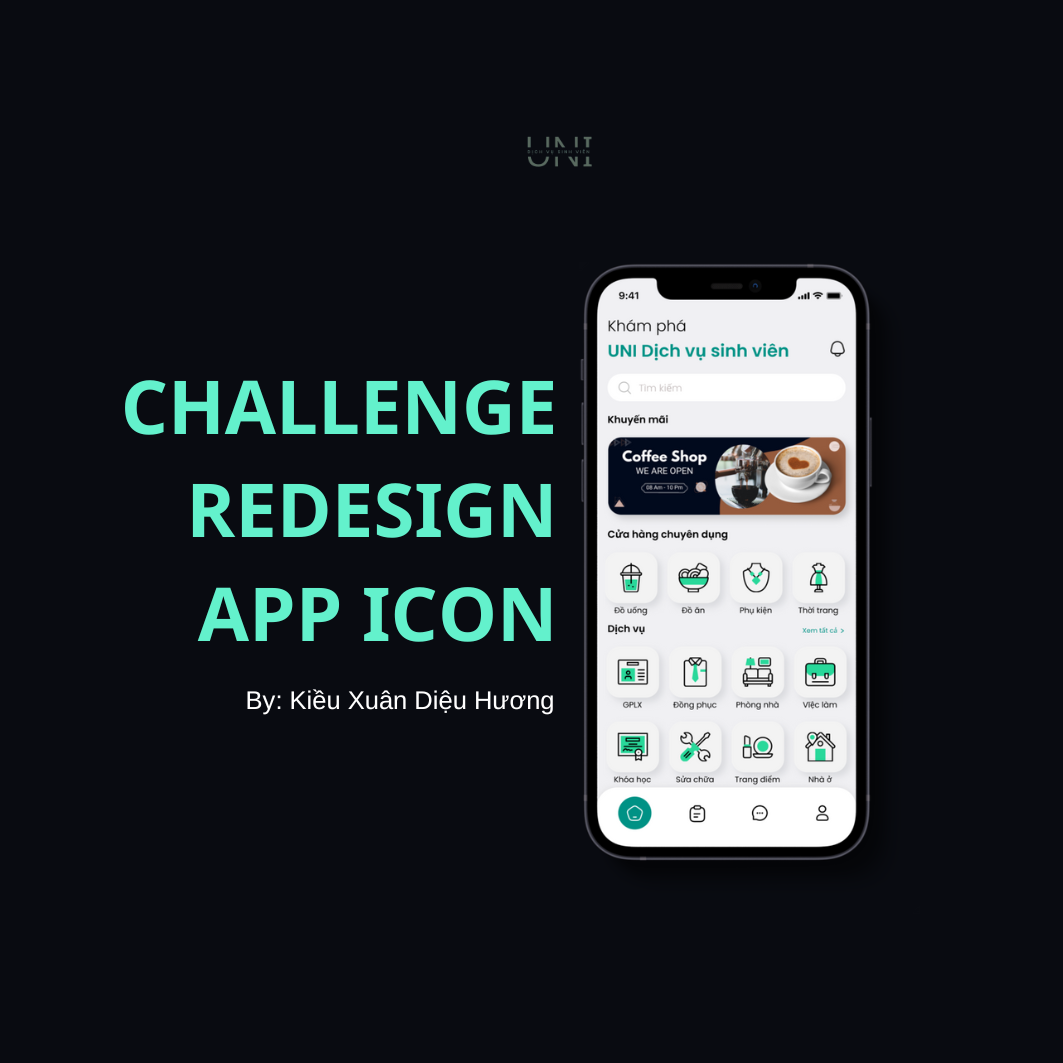 UNI
DỊCH VỤ SINH VIÊN
CHALLENGE
REDESIGN
APP ICON
By: Kiều Xuân Diệu Hương
9:41
Khám phá
UNI Dịch vụ sinh viên
Tìm kiếm
Khuyến mãi
Coffee Shop
WE ARE OPEN
08 Am - 10 Pm
Cửa hàng chuyên dụng
Đồ uống Đồ ăn Phụ kiện Thời trang
Dịch vụ Xem tất cả >
GPLX Đồng phục Phòng nhà Việc làm
Khóa học Sửa chữa Trang điểm Nhà ở